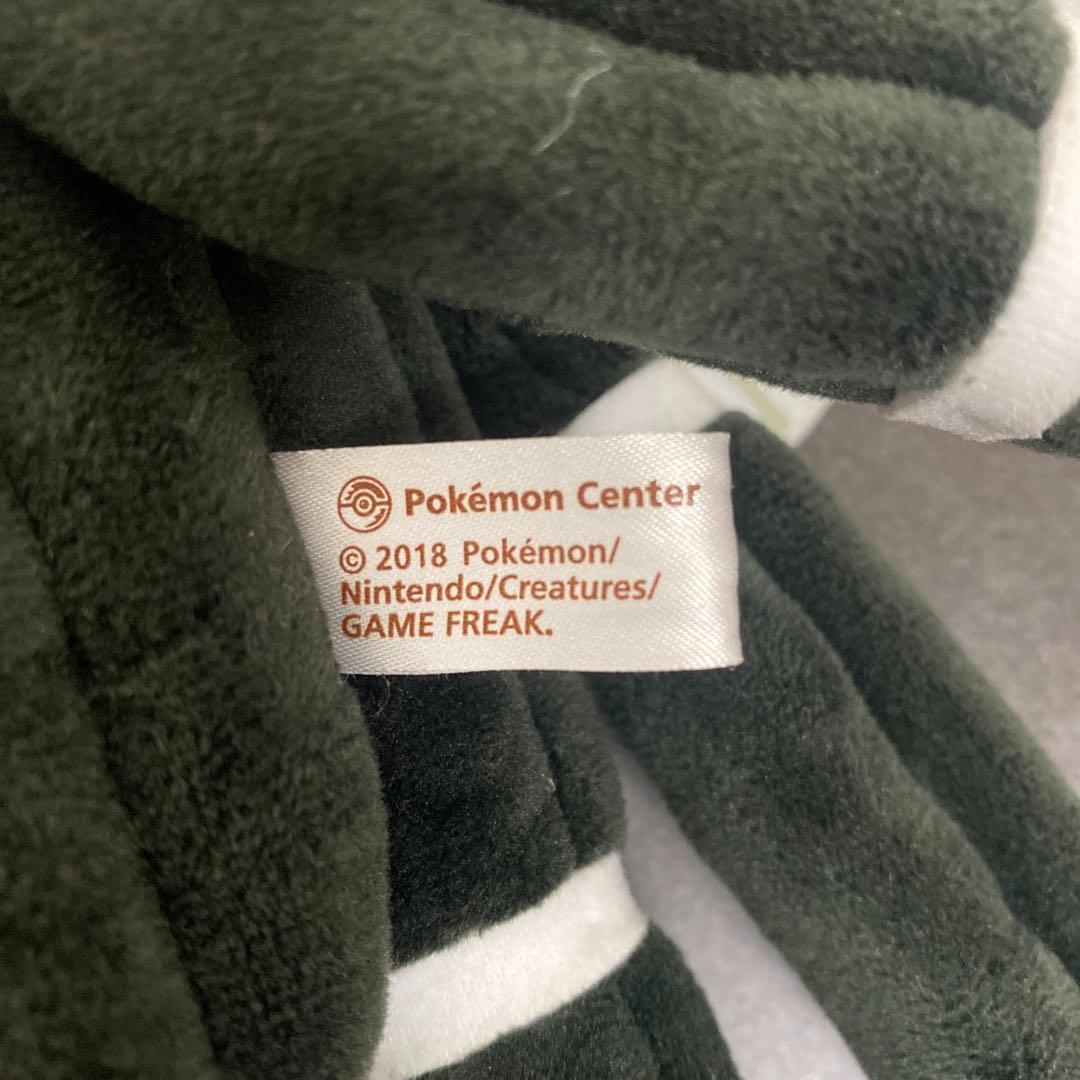 Pokémon Center
© 2018 Pokémon/
Nintendo/Creatures/
GAME FREAK.